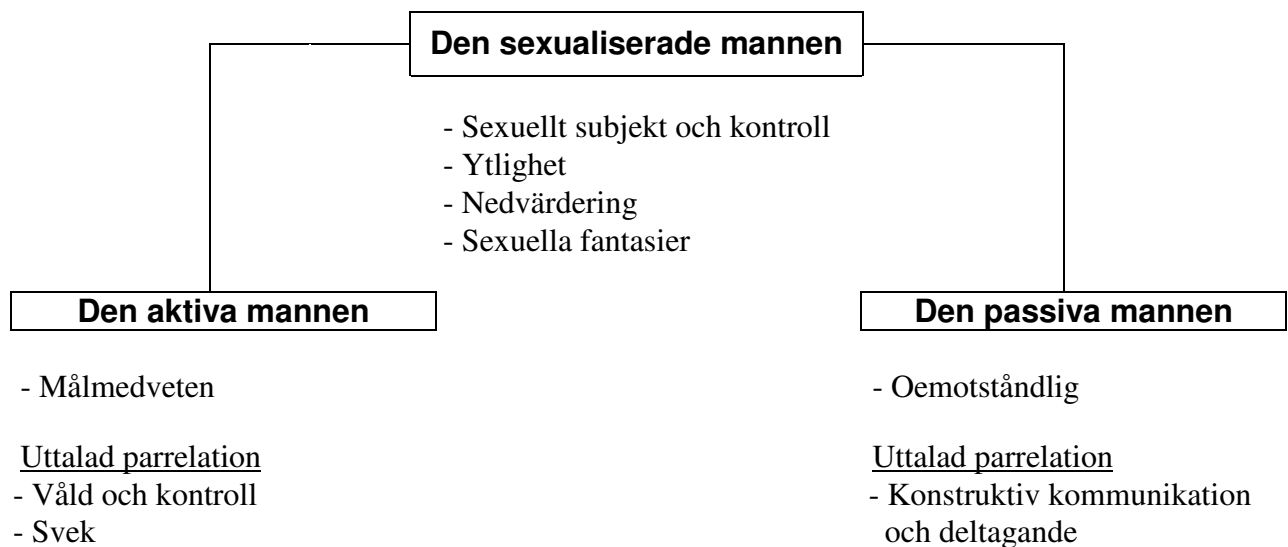 Den sexualiserade mannen
- Sexuellt subjekt och kontroll
- Ytlighet
- Nedvärdering
- Sexuella fantasier
Den aktiva mannen
- Målmedveten
Uttalad parrelation
- Våld och kontroll
- Svek
Den passiva mannen
- Oemotståndlig
Uttalad parrelation
- Konstruktiv kommunikation
och deltagande